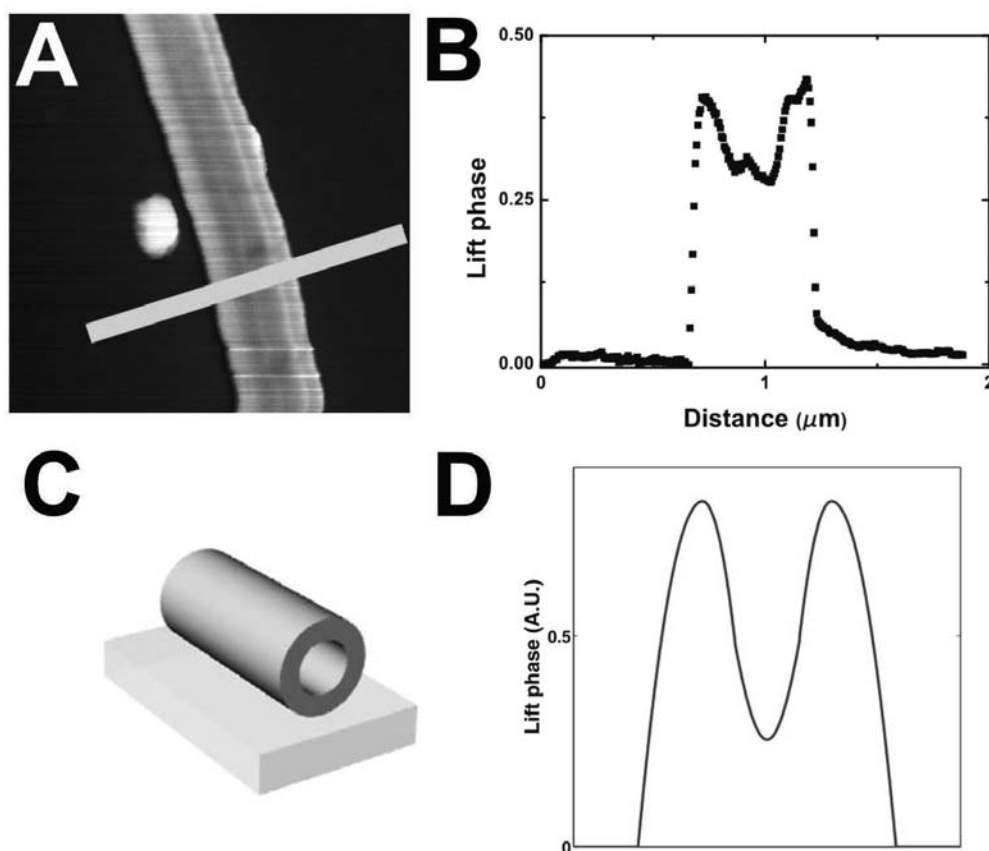 A
B
0.50
0.25
0.00
Lift phase
0
1
2
Distance (μm)
C
D
Lift phase (A.U.)
0.5
0